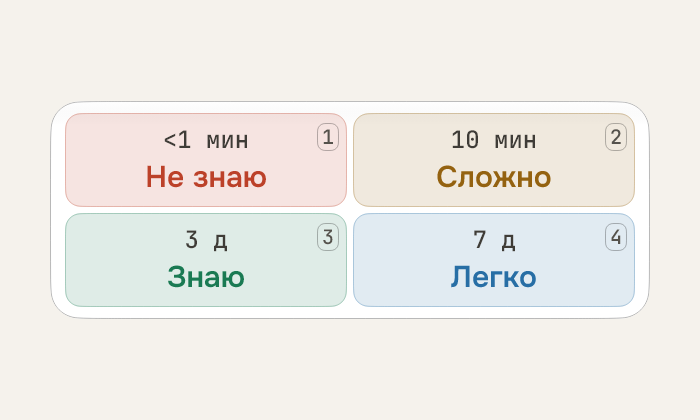 <1 мин 1
Не знаю
10 мин 2
Сложно
3 д 3
Знаю
7 д 4
Легко